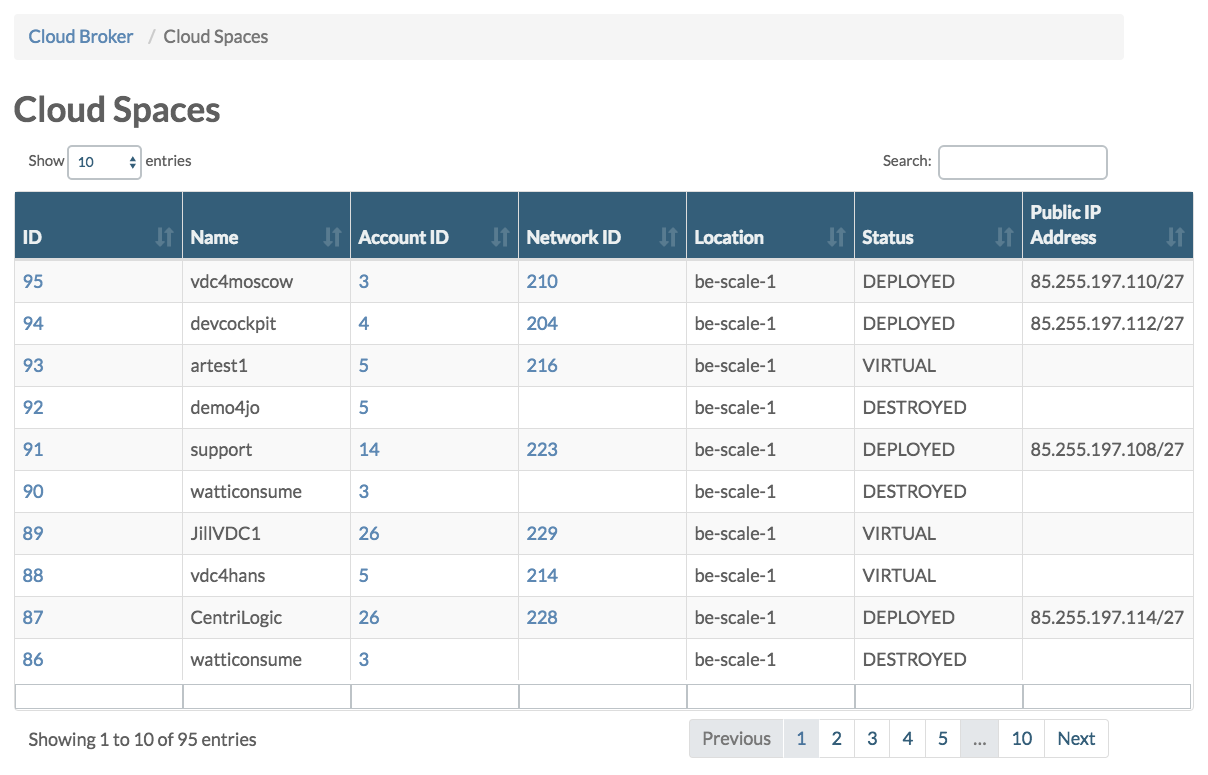 Cloud Broker / Cloud Spaces
Cloud Spaces
Show 10 entries Search:
ID Name Account ID Network ID Location Status Public IP Address
95 vdc4moscow 3 210 be-scale-1 DEPLOYED 85.255.197.110/27
94 devcockpit 4 204 be-scale-1 DEPLOYED 85.255.197.112/27
93 artest1 5 216 be-scale-1 VIRTUAL
92 demo4jo 5 be-scale-1 DESTROYED
91 support 14 223 be-scale-1 DEPLOYED 85.255.197.108/27
90 watticonsume 3 be-scale-1 DESTROYED
89 JillVDC1 26 229 be-scale-1 VIRTUAL
88 vdc4hans 5 214 be-scale-1 VIRTUAL
87 CentriLogic 26 228 be-scale-1 DEPLOYED 85.255.197.114/27
86 watticonsume 3 be-scale-1 DESTROYED
Showing 1 to 10 of 95 entries Previous 1 2 3 4 5 ... 10 Next